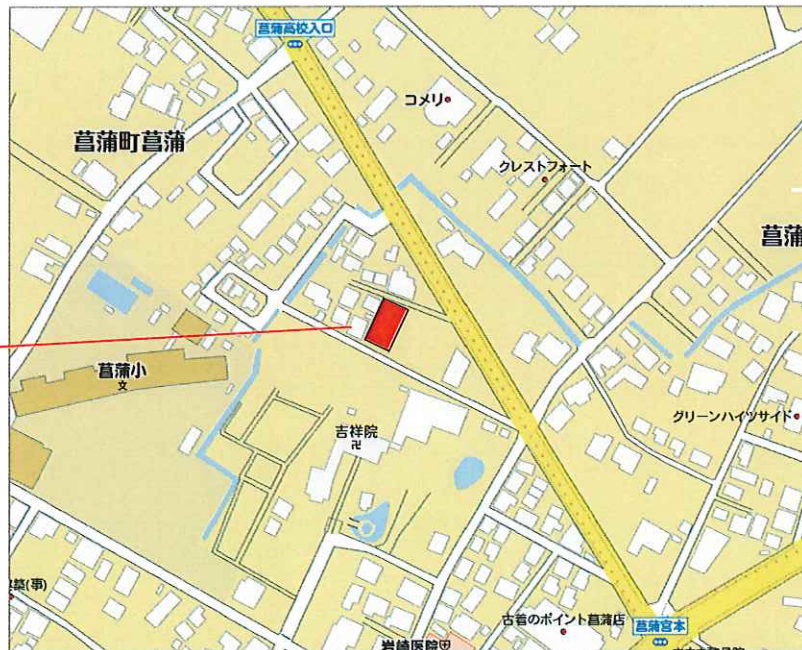 菖蒲高校入口
コメリ
菖蒲町菖蒲
クレストフォート
菖蒲
菖蒲小
文
吉祥院
卍
グリーンハイツサイド
築(事)
古着のポイント菖蒲店
菖蒲宮本
岩崎医院